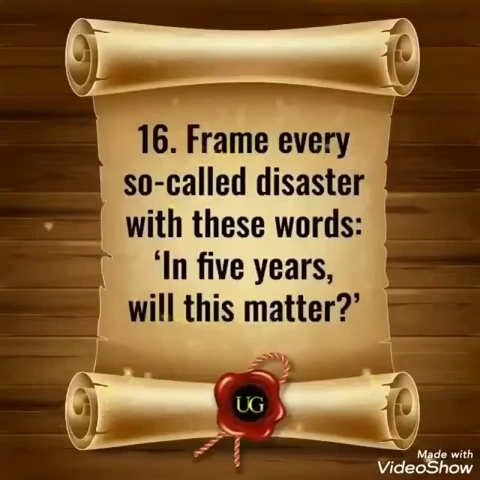 16. Frame every
so-called disaster
with these words:
‘In five years,
will this matter?’
UG
Made with
VideoShow